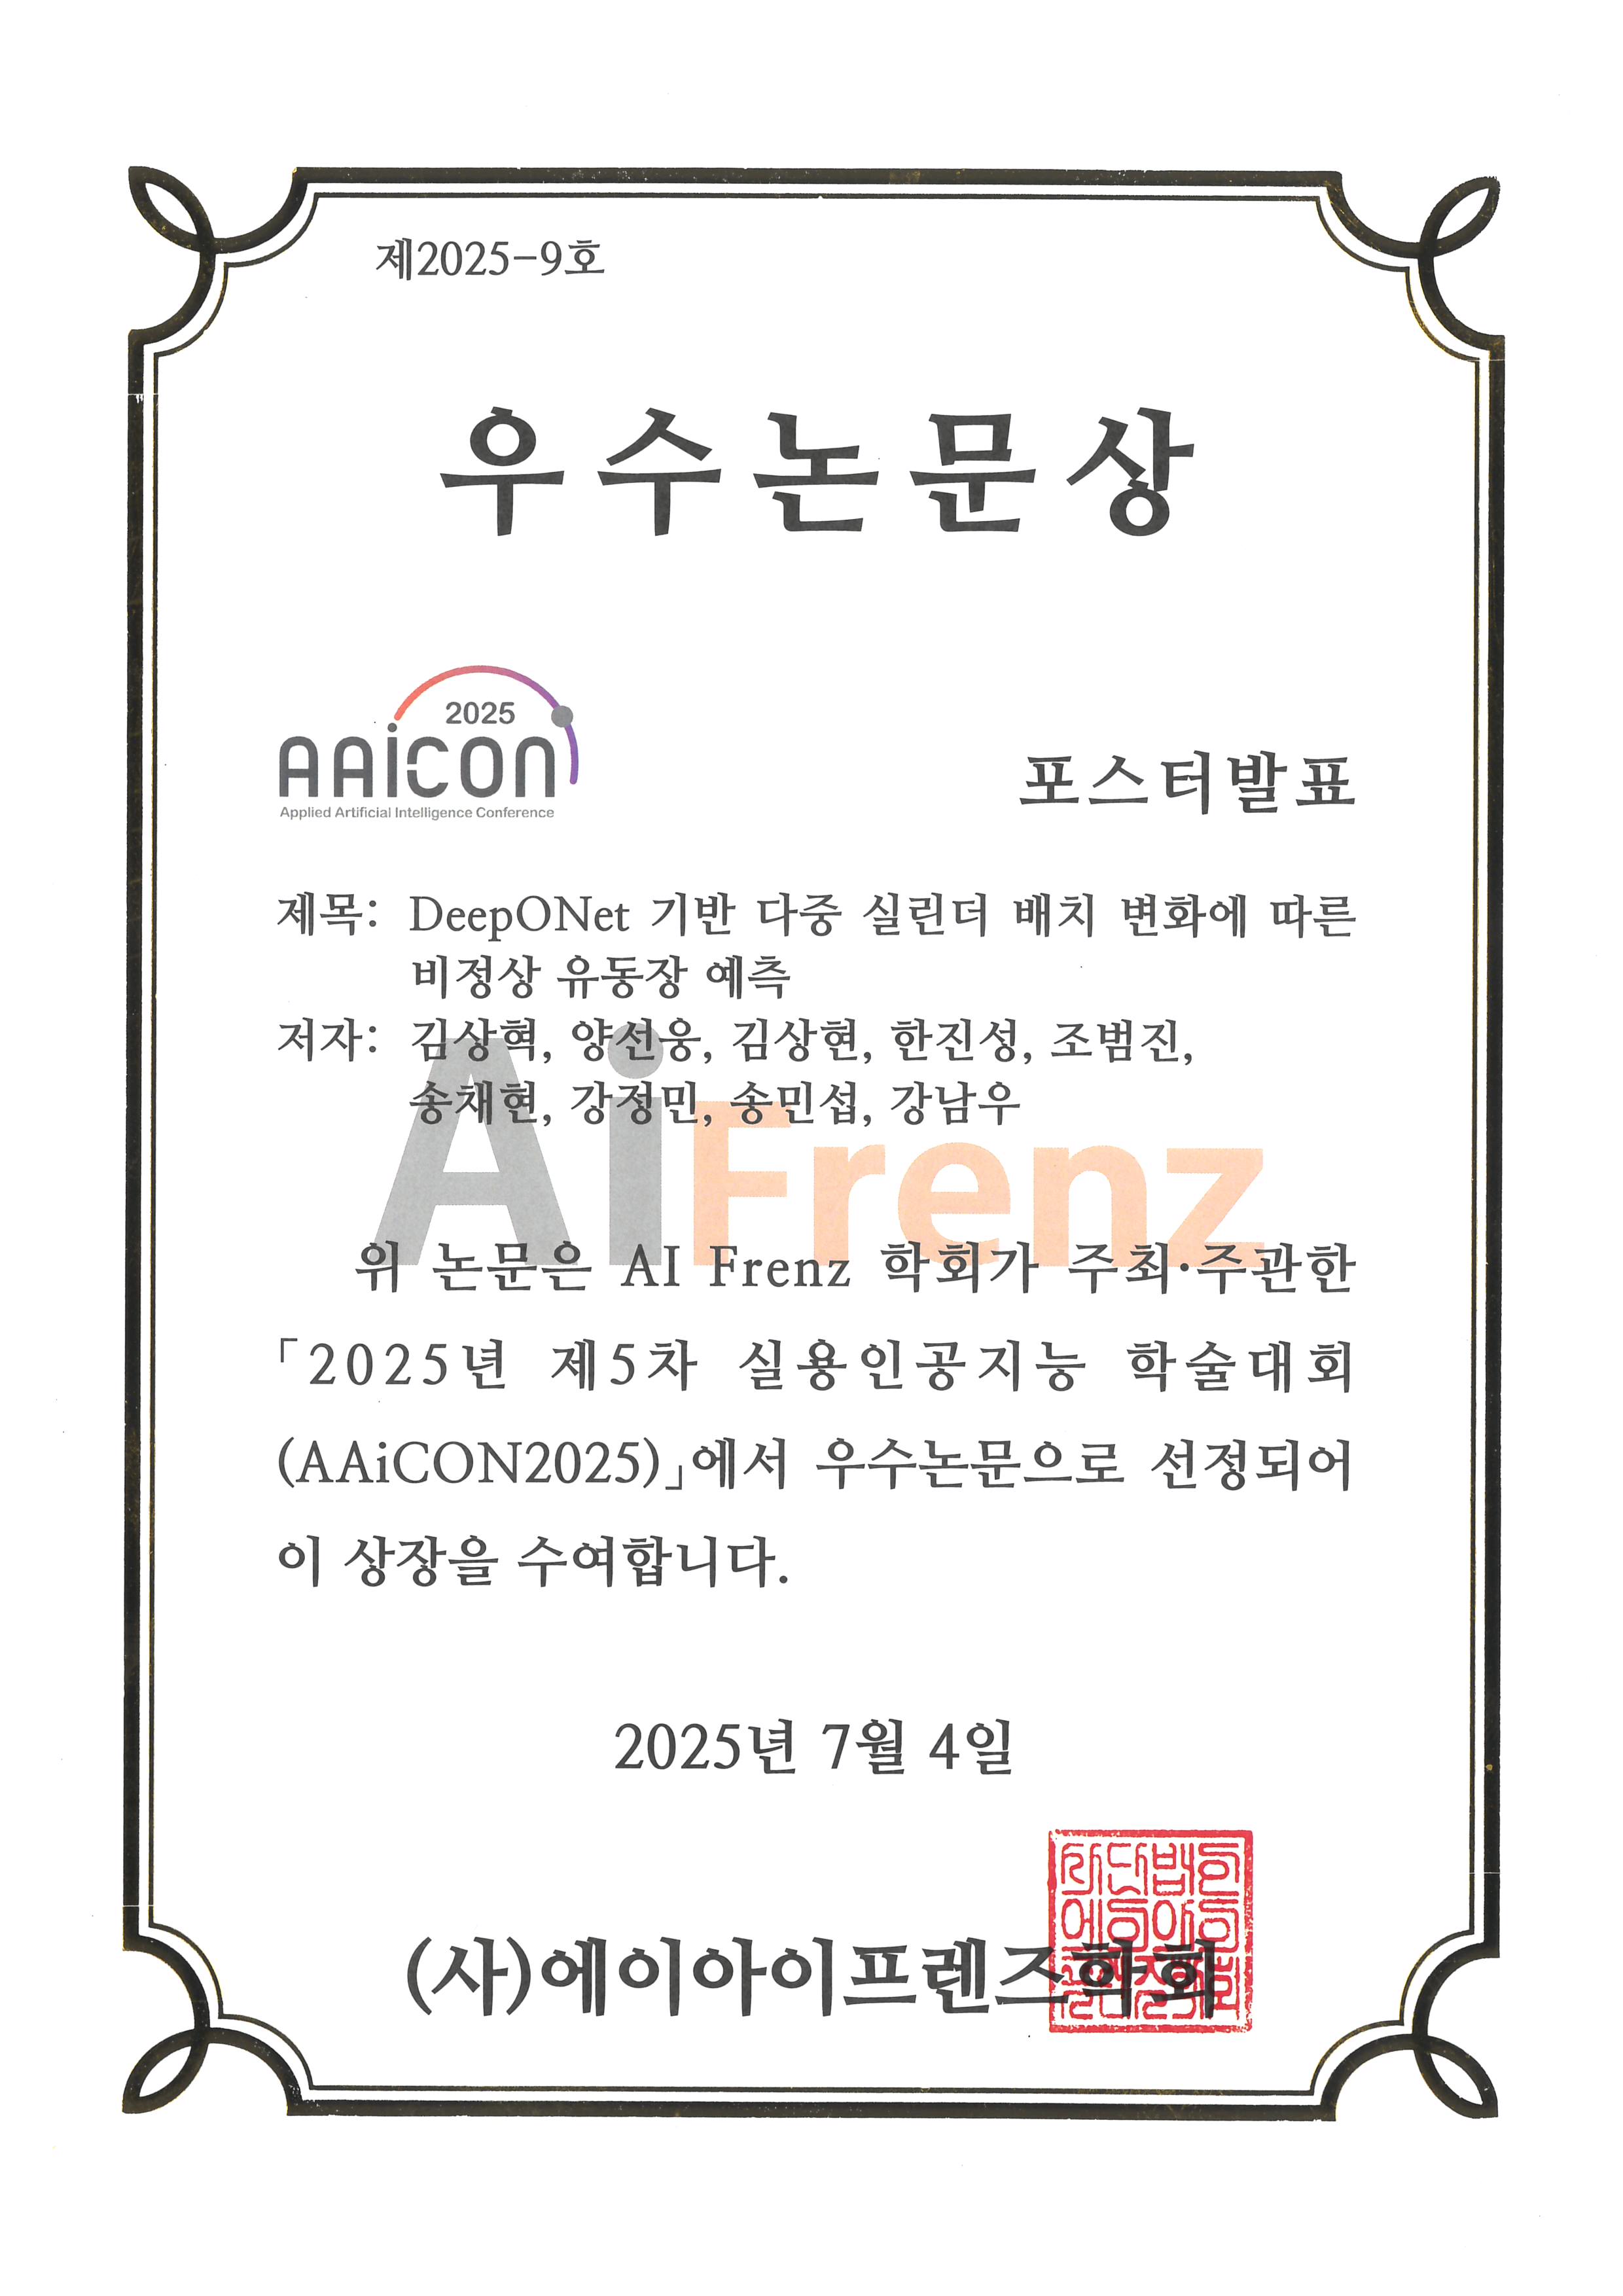 제2025-9호
우수논문상
2025
AAiCON
Applied Artificial Intelligence Conference
포스터발표
제목: DeepONet 기반 다중 실린더 배치 변화에 따른
비정상 유동장 예측
저자: 김상혁, 양선웅, 김상현, 한진성, 조범진,
송채현, 강정민, 송민섭, 강남우
AiFrenz
위 논문은 AI Frenz 학회가 주최·주관한
「2025년 제5차 실용인공지능 학술대회
(AAiCON2025)」에서 우수논문으로 선정되어
이 상장을 수여합니다.
2025년 7월 4일
(사)에이아이프렌즈학회